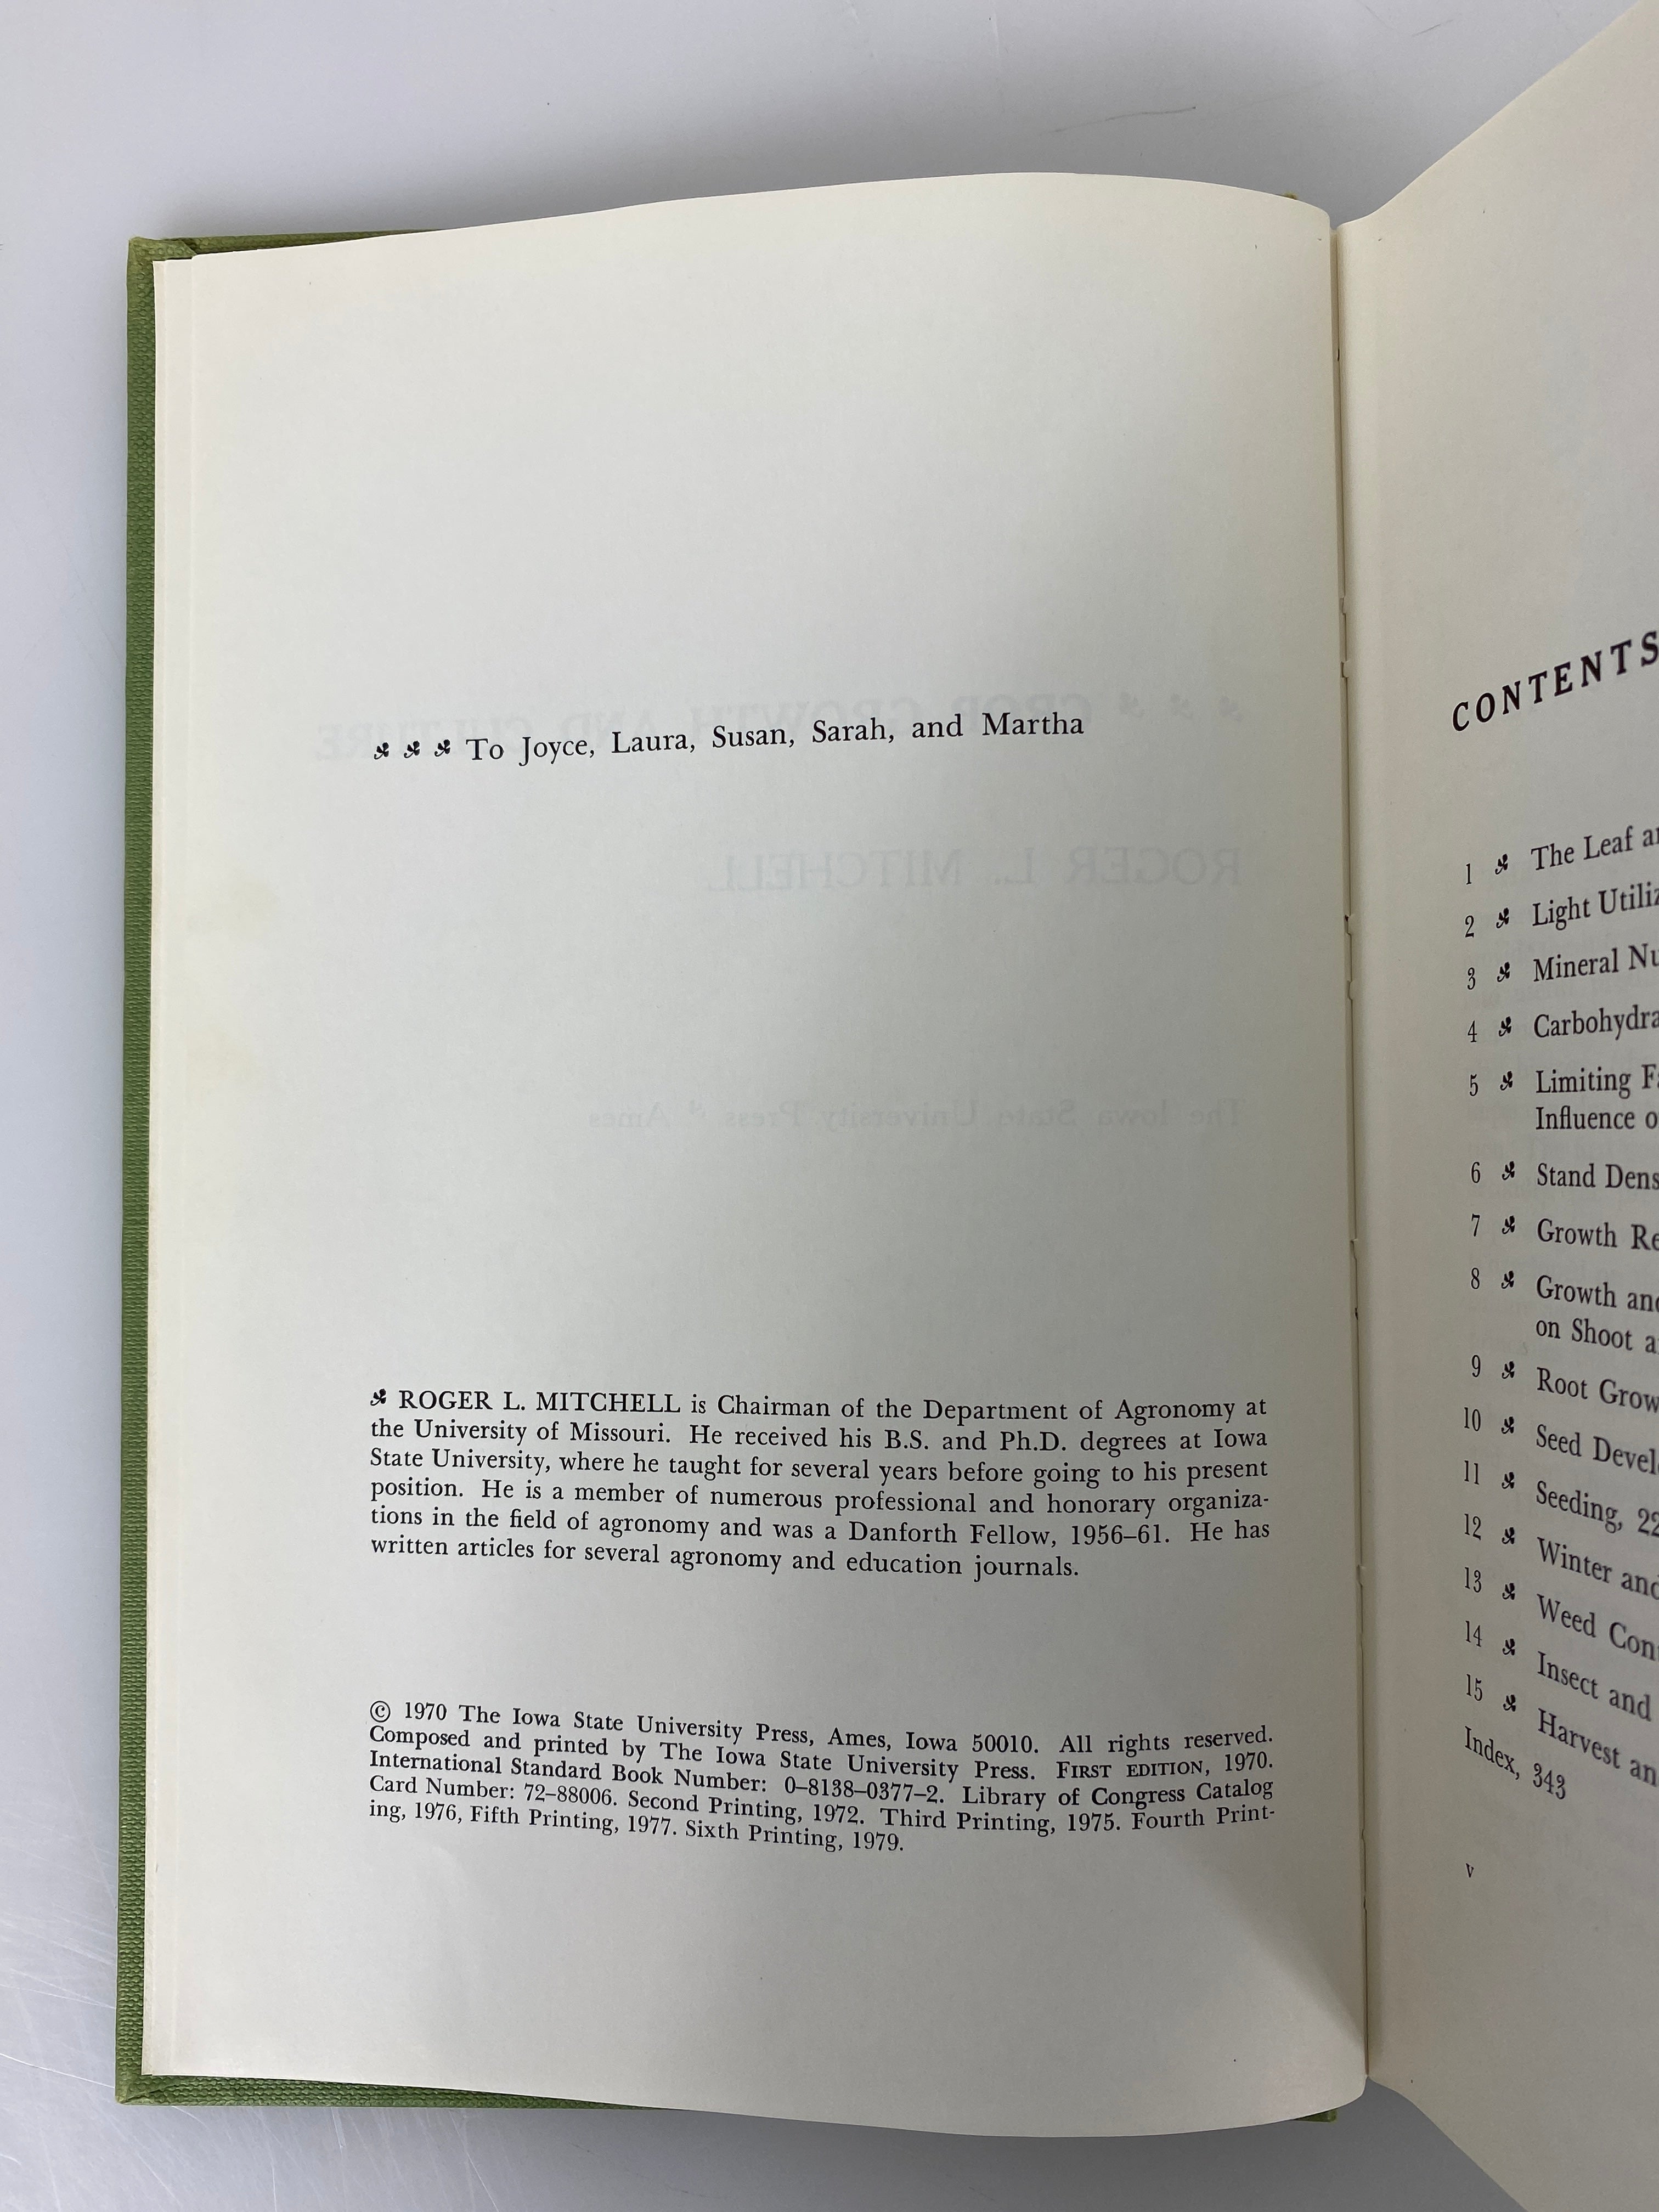 To Joyce, Laura, Susan, Sarah, and Martha
ROGER L. MITCHELL is Chairman of the Department of Agronomy at
the University of Missouri. He received his B.S. and Ph.D. degrees at Iowa
State University, where he taught for several years before going to his present
position. He is a member of numerous professional and honorary organiza-
tions in the field of agronomy and was a Danforth Fellow, 1956–61. He has
written articles for several agronomy and education journals.
© 1970 The Iowa State University Press, Ames, Iowa 50010. All rights reserved.
Composed and printed by The Iowa State University Press. FIRST EDITION, 1970.
International Standard Book Number: 0–8138–0377–2. Library of Congress Catalog
Card Number: 72–88006. Second Printing, 1972. Third Printing, 1975. Fourth Print-
ing, 1976, Fifth Printing, 1977. Sixth Printing, 1979.
CONTENTS
1 The Leaf
2 Light
3 Mineral
4
5 Limiting
Influence
6 Stand
7 Growth
8 Growth
on Shoot
9 Root
10 Seed
11 Seeding,
12 Winter and
13 Weed
14 Insect and
15 Harvest
Index, 343
v